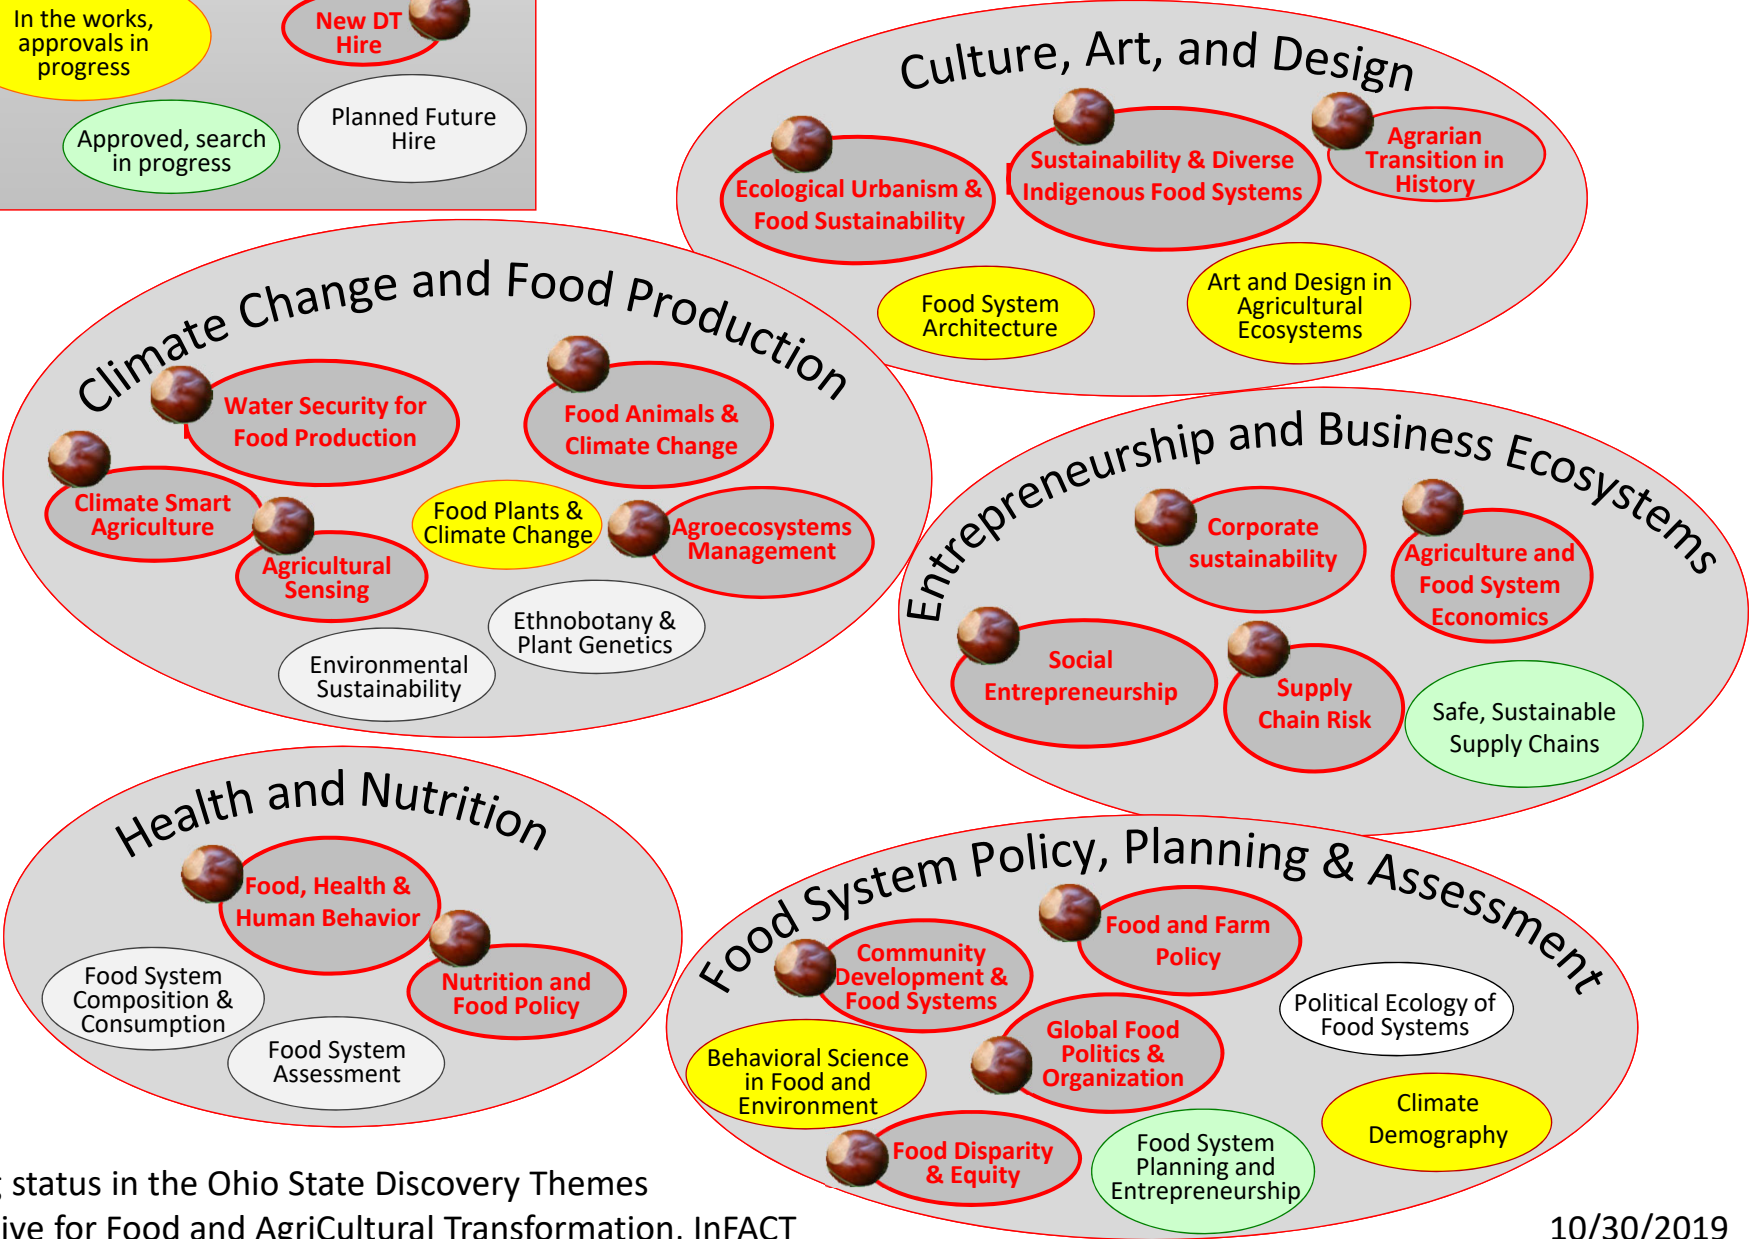 In the works,
approvals in
progress
New DT
Hire
Approved, search
in progress
Planned Future
Hire
Culture, Art, and Design
Ecological Urbanism &
Food Sustainability
Sustainability & Diverse
Indigenous Food Systems
Agrarian
Transition in
History
Food System
Architecture
Art and Design in
Agricultural
Ecosystems
Climate Change and Food Production
Water Security for
Food Production
Food Animals &
Climate Change
Climate Smart
Agriculture
Agricultural
Sensing
Food Plants &
Climate Change
Agroecosystems
Management
Ethnobotany &
Plant Genetics
Environmental
Sustainability
Entrepreneurship and Business Ecosystems
Corporate
sustainability
Agriculture and
Food System
Economics
Social
Entrepreneurship
Supply
Chain Risk
Safe, Sustainable
Supply Chains
Health and Nutrition
Food, Health &
Human Behavior
Nutrition and
Food Policy
Food System
Composition &
Consumption
Food System
Assessment
Food System Policy, Planning & Assessment
Community
Development &
Food Systems
Food and Farm
Policy
Political Ecology of
Food Systems
Global Food
Politics &
Organization
Behavioral Science
in Food and
Environment
Climate
Demography
Food Disparity
& Equity
Food System
Planning and
Entrepreneurship
status in the Ohio State Discovery Themes
ive for Food and AgriCultural Transformation, InFACT
10/30/2019